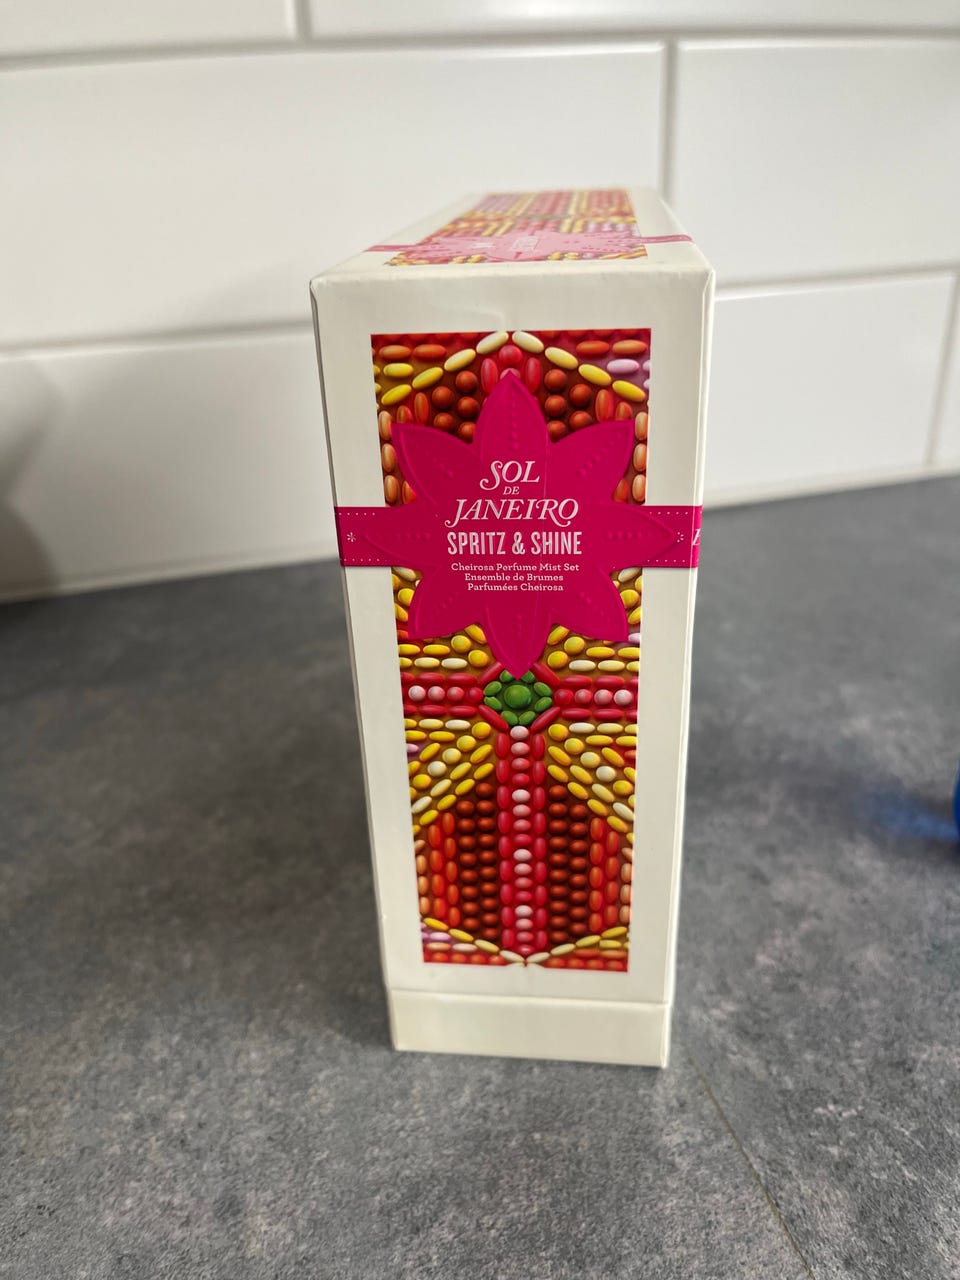 SOL
DE
JANEIRO
SPRITZ & SHINE
Cheirosa Perfume Mist Set
Ensemble de Brumes
Parfumées Cheirosa